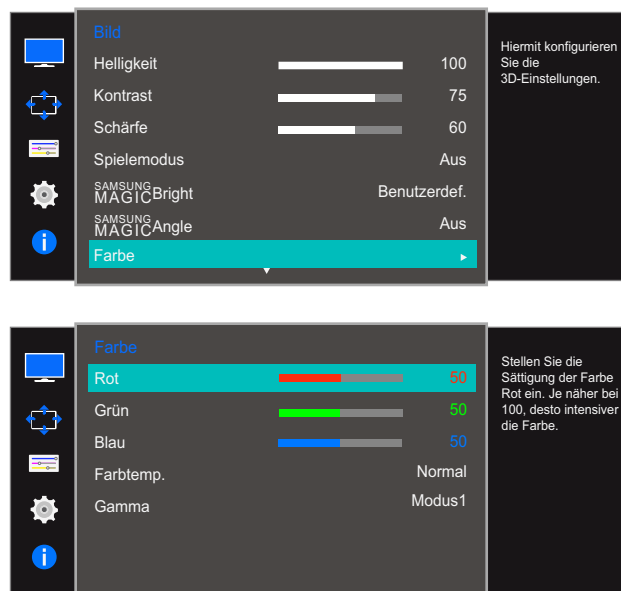 Bild
Helligkeit 100
Kontrast 75
Schärfe 60
Spielemodus Aus
SAMSUNG
MAGICBright Benutzerdef.
SAMSUNG
MAGICAngle Aus
Farbe
Hiermit konfigurieren
Sie die
3D-Einstellungen.
Farbe
Rot 50
Grün 50
Blau 50
Farbtemp. Normal
Gamma Modus1
Stellen Sie die
Sättigung der Farbe
Rot ein. Je näher bei
100, desto intensiver
die Farbe.